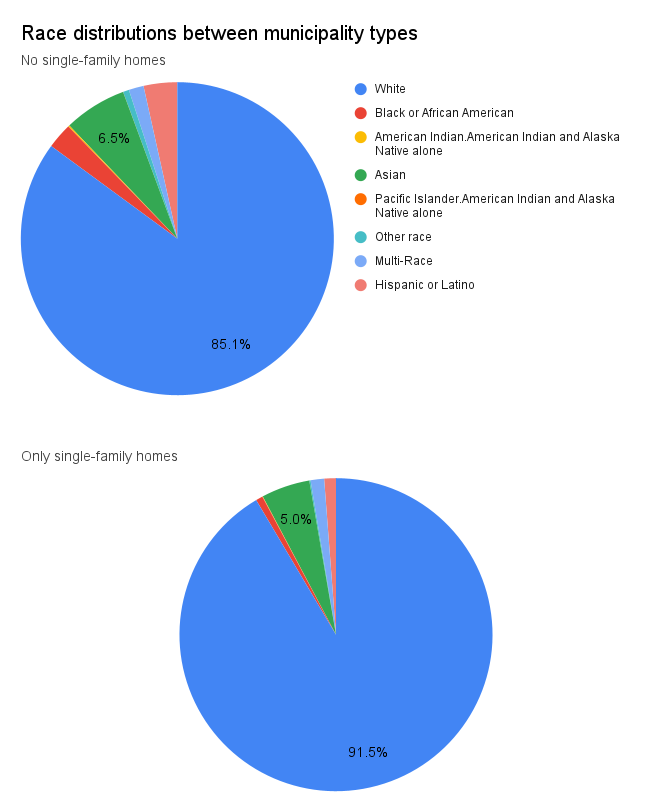 Race distributions between municipality types
No single-family homes
White
Black or African American
American Indian.American Indian and Alaska
Native alone
Asian
Pacific Islander.American Indian and Alaska
Native alone
Other race
Multi-Race
Hispanic or Latino
6.5%
85.1%
Only single-family homes
5.0%
91.5%